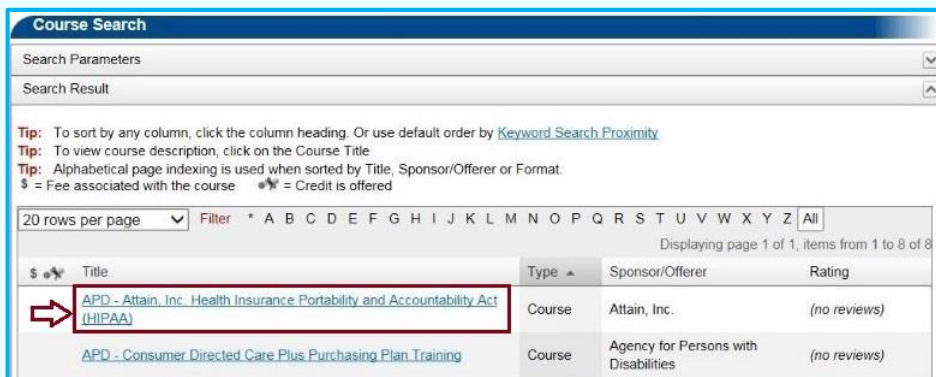 Course Search
Search Parameters
Search Result
Tip: To sort by any column, click the column heading. Or use default order by Keyword Search Proximity
Tip: To view course description, click on the Course Title
Tip: Alphabetical page indexing is used when sorted by Title, Sponsor/Offerer or Format.
$ = Fee associated with the course = Credit is offered
20 rows per page Filter * A B C D E F G H I J K L M N O P Q R S T U V W X Y Z All
Displaying page 1 of 1, items from 1 to 8 of 8
$ Title Type Sponsor/Offerer Rating
APD - Attain, Inc. Health Insurance Portability and Accountability Act
(HIPAA) Course Attain, Inc. (no reviews)
APD - Consumer Directed Care Plus Purchasing Plan Training Course Agency for Persons with
Disabilities (no reviews)